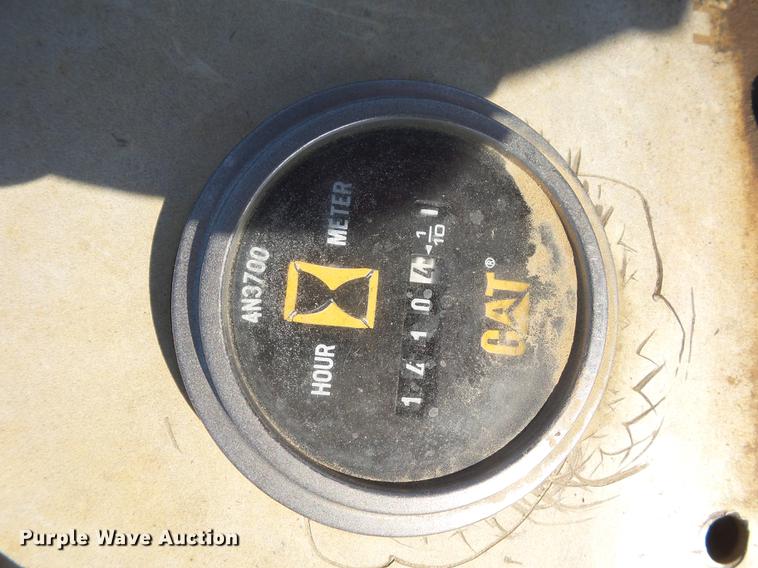 4N3700
HOUR METER
1 4 1 0 4 ◂ 1/10
CAT®
Purple Wave Auction